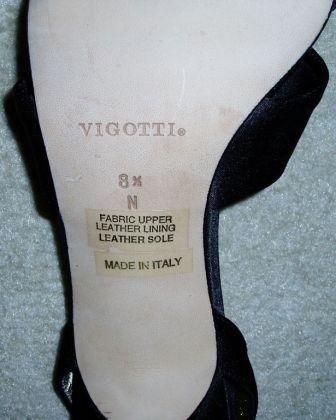 VIGOTTI®
8½
N
FABRIC UPPER
LEATHER LINING
LEATHER SOLE
MADE IN ITALY